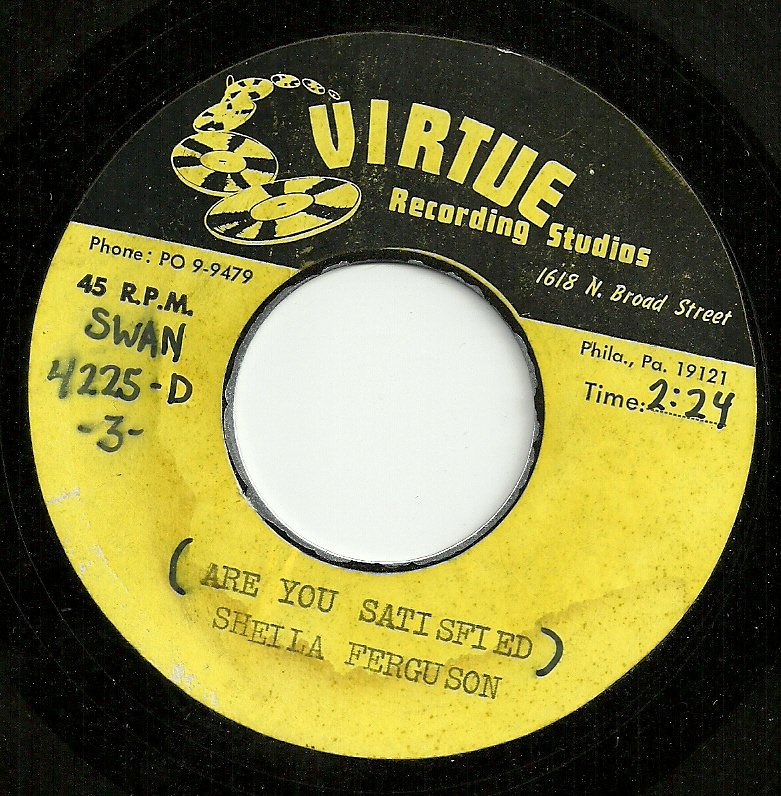 VIRTUE
Recording Studios
1618 N. Broad Street
Phone: PO 9-9479
Phila., Pa. 19121
45 R.P.M.
Time: 2:24
SWAN
4225-D
-3-
(ARE YOU SATISFIED)
SHEILA FERGUSON